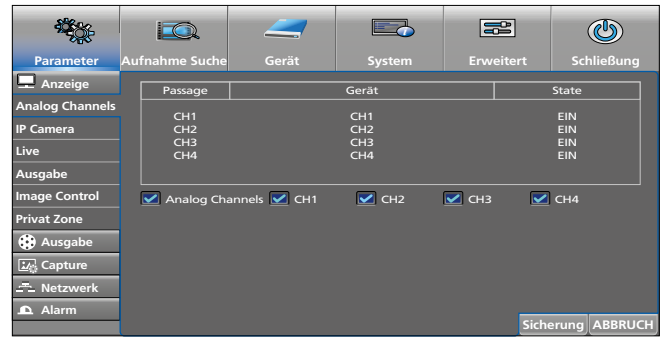 Parameter Aufnahme Suche Gerät System Erweitert Schließung
Anzeige
Analog Channels
IP Camera
Live
Ausgabe
Image Control
Privat Zone
Ausgabe
Capture
Netzwerk
Alarm
Passage Gerät State
CH1 CH1 EIN
CH2 CH2 EIN
CH3 CH3 EIN
CH4 CH4 EIN
Analog Channels CH1 CH2 CH3 CH4
Sicherung ABBRUCH